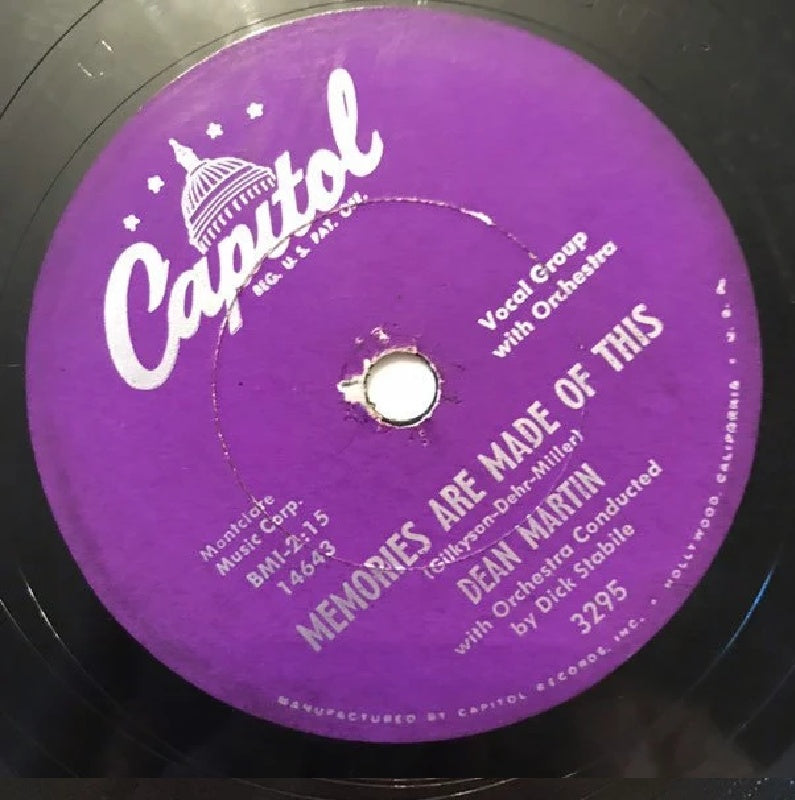 Capitol
REG. U. S. PAT. OFF.
Vocal Group
with Orchestra
Montclare
Music Corp.
BMI-2:15
14643
MEMORIES ARE MADE OF THIS
(Gilkyson-Dehr-Miller)
DEAN MARTIN
with Orchestra Conducted
by Dick Stabile
3295
MANUFACTURED BY CAPITOL RECORDS, INC. • HOLLYWOOD, CALIFORNIA • U. S. A.